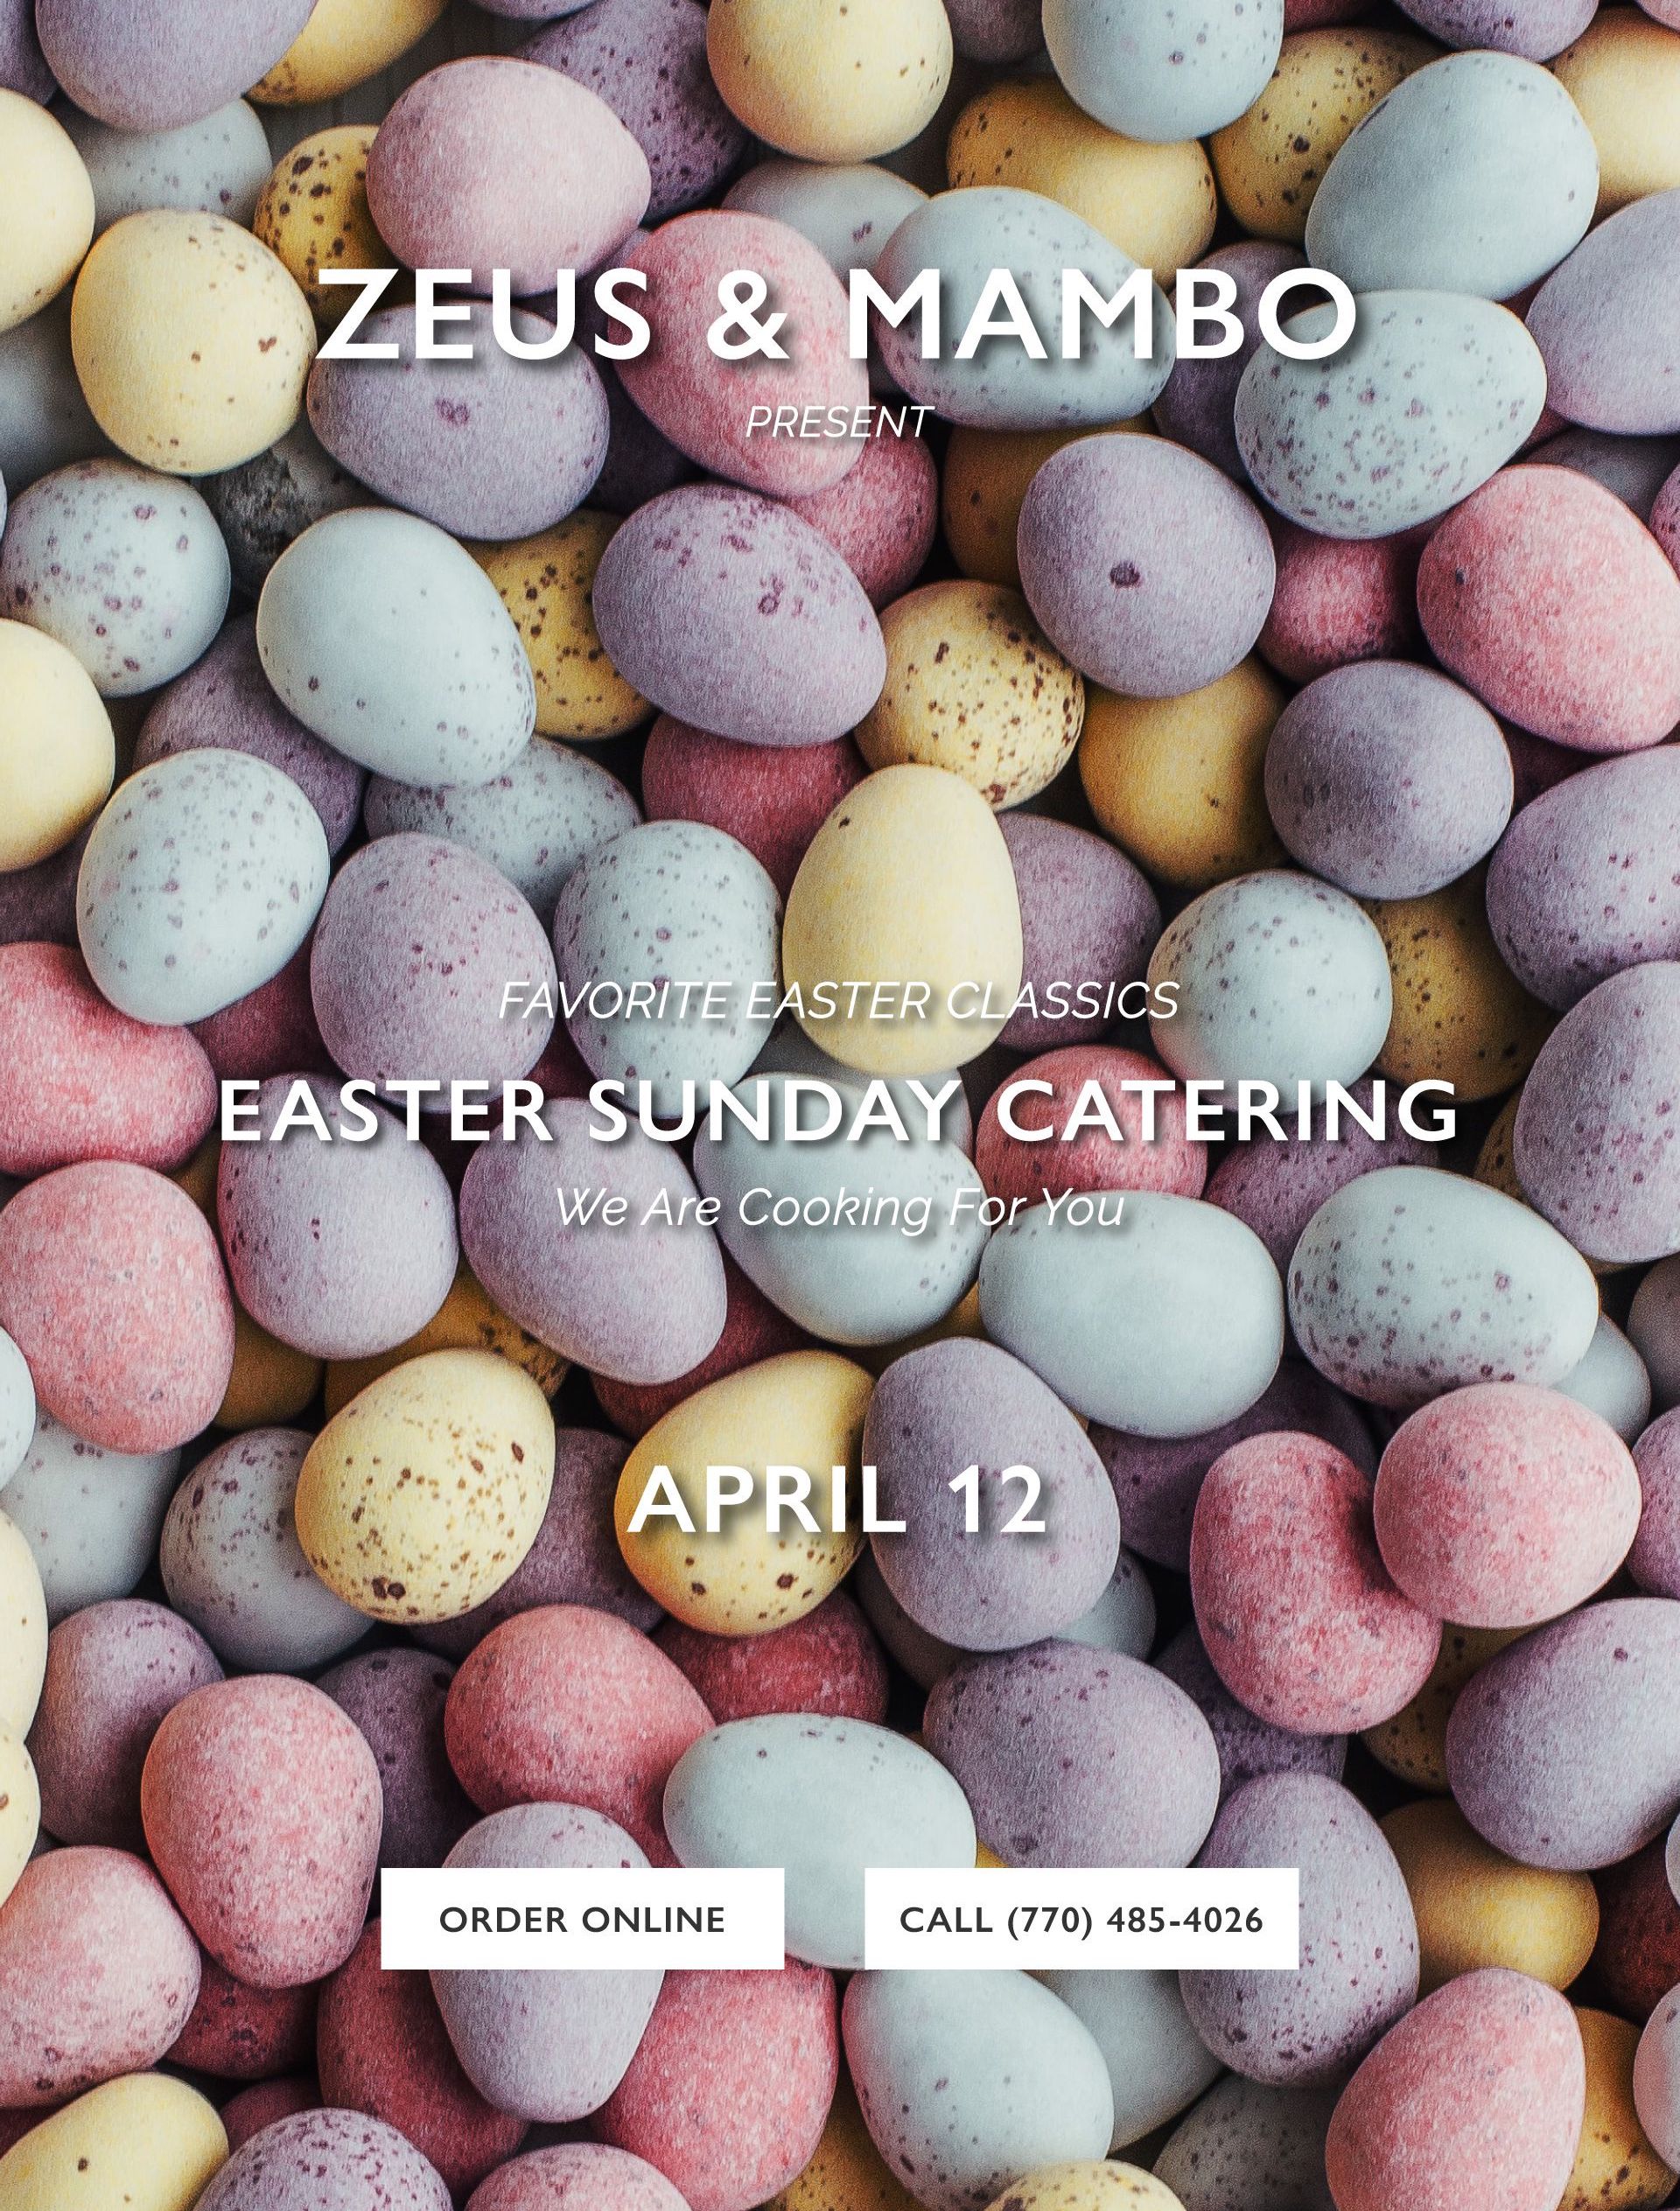 ZEUS & MAMBO
PRESENT
FAVORITE EASTER CLASSICS
EASTER SUNDAY CATERING
We Are Cooking For You
APRIL 12
ORDER ONLINE
CALL (770) 485-4026